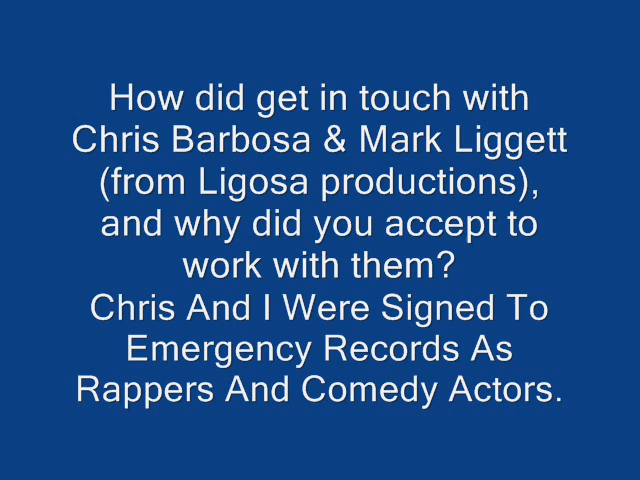 How did get in touch with
Chris Barbosa & Mark Liggett
(from Ligosa productions),
and why did you accept to
work with them?
Chris And I Were Signed To
Emergency Records As
Rappers And Comedy Actors.